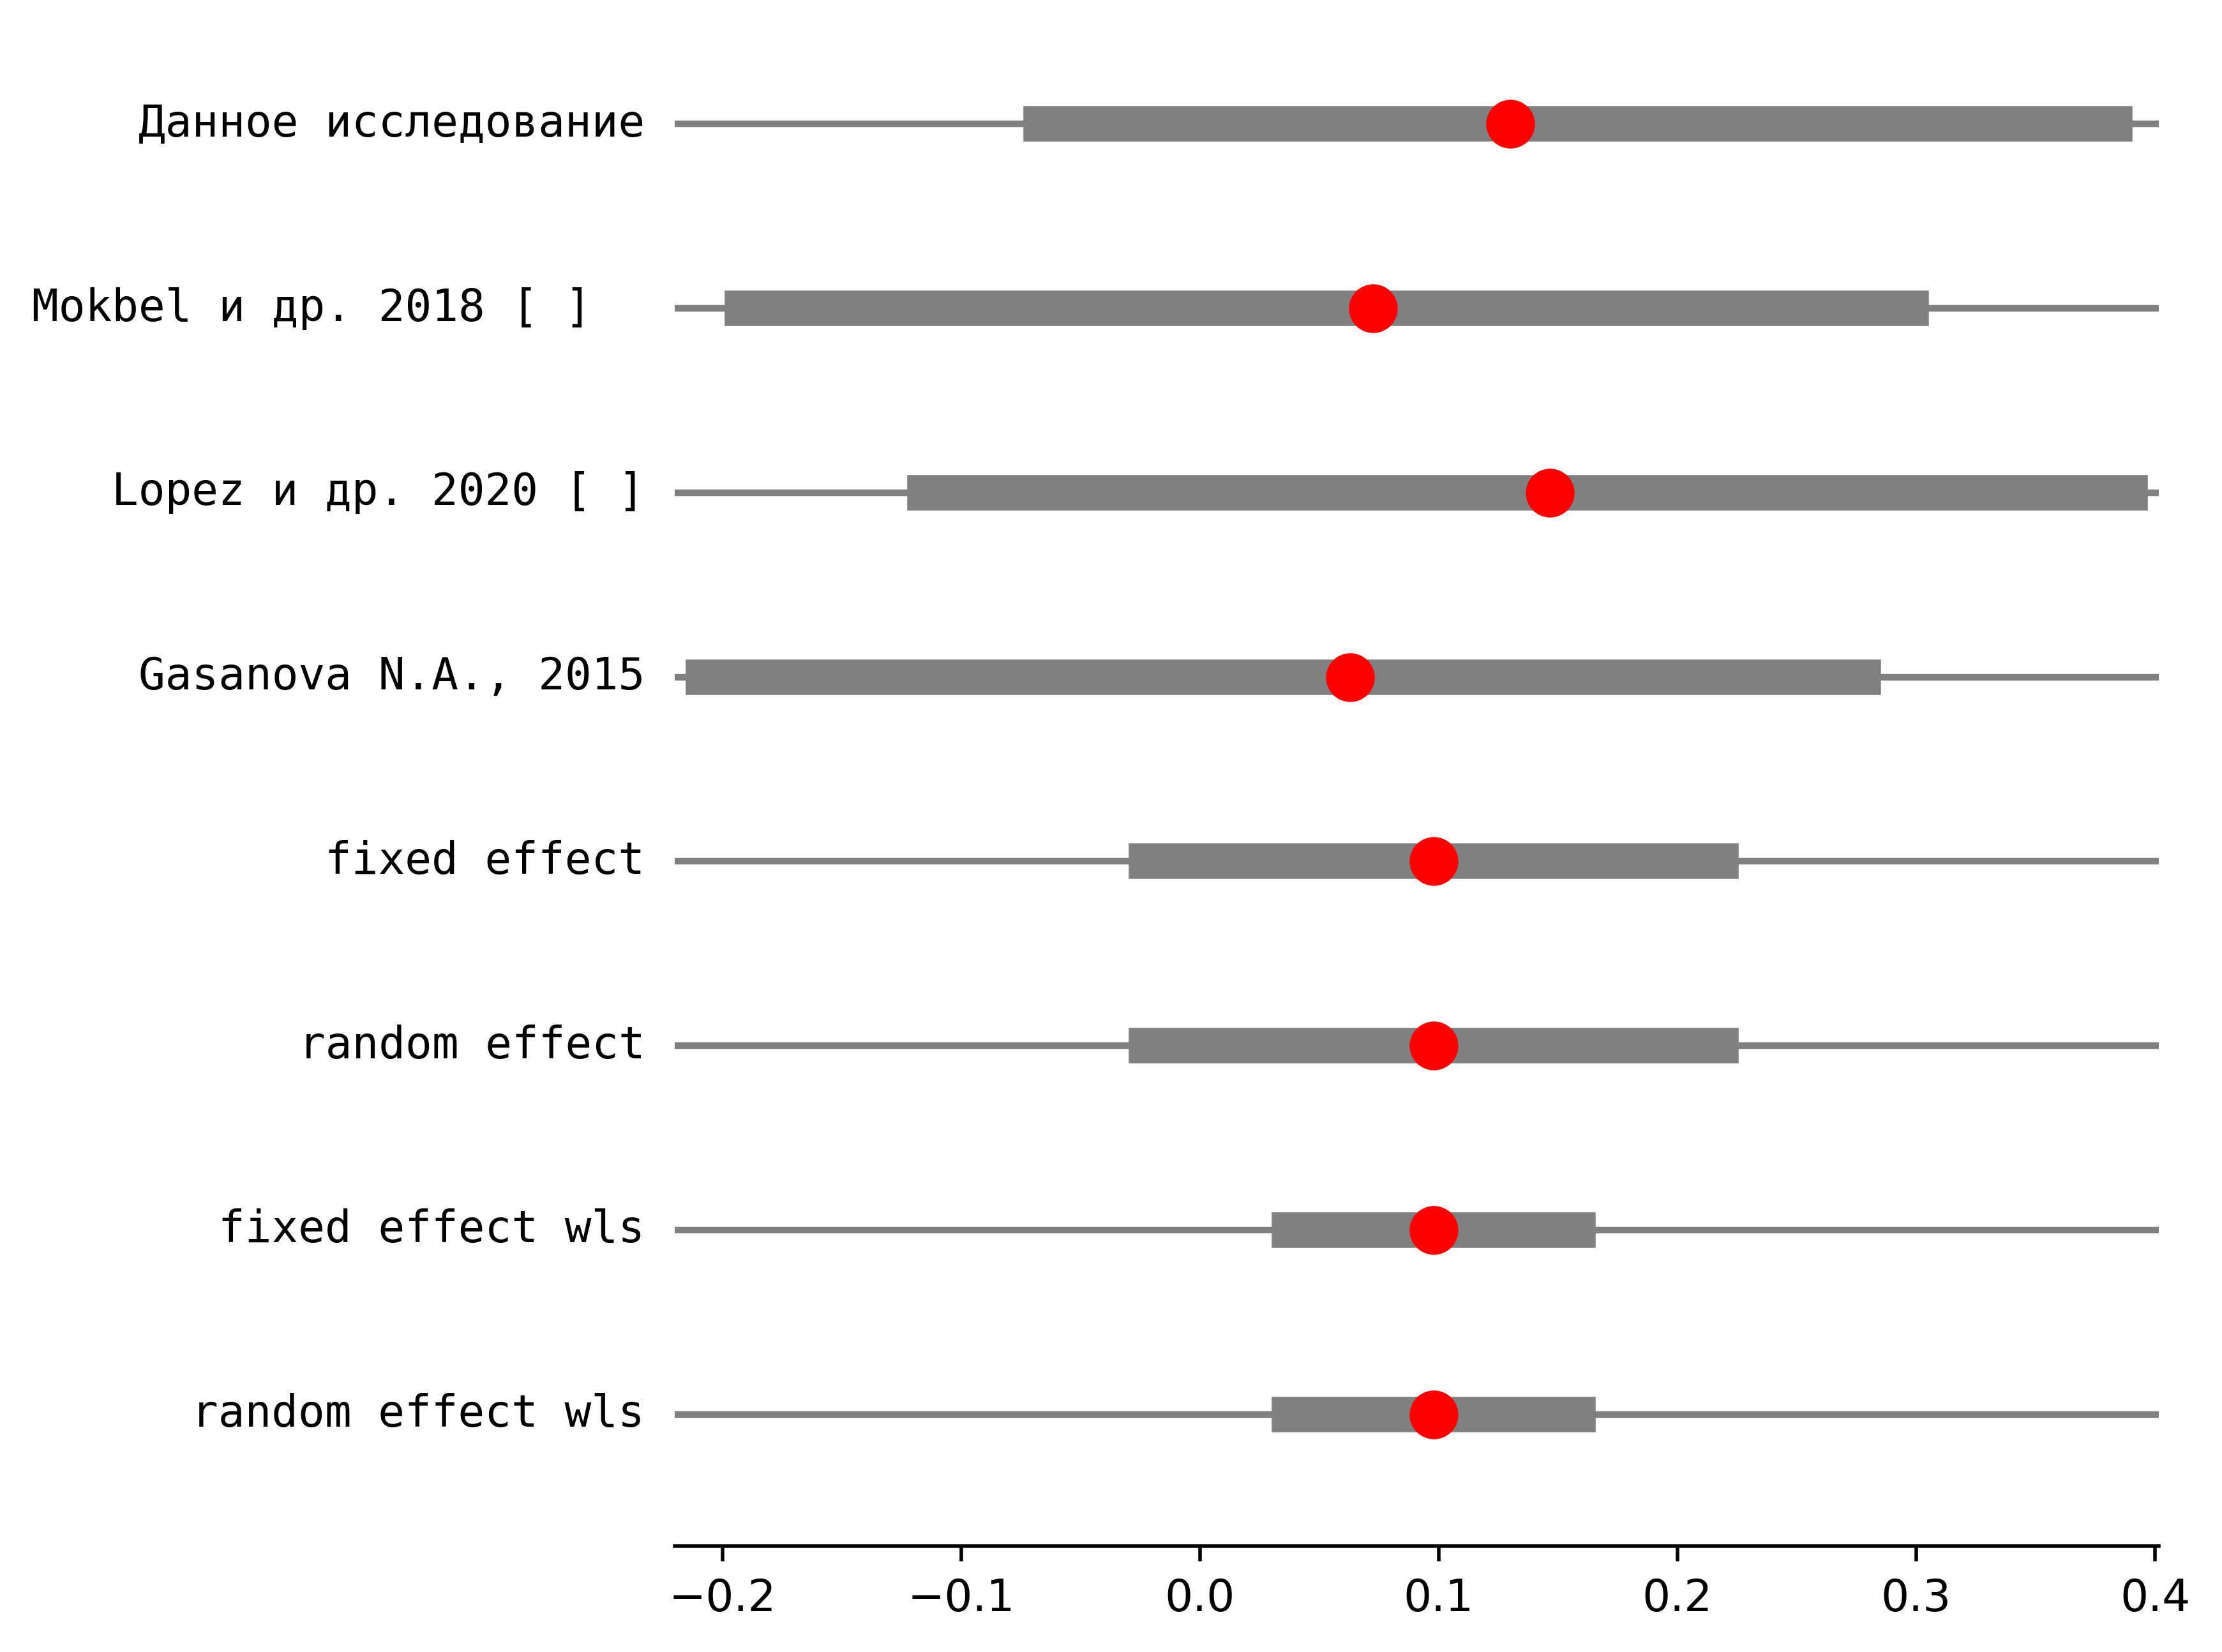 Данное исследование
Mokbel и др. 2018 [ ]
Lopez и др. 2020 [ ]
Gasanova N.A., 2015
fixed effect
random effect
fixed effect wls
random effect wls
−0.2 −0.1 0.0 0.1 0.2 0.3 0.4